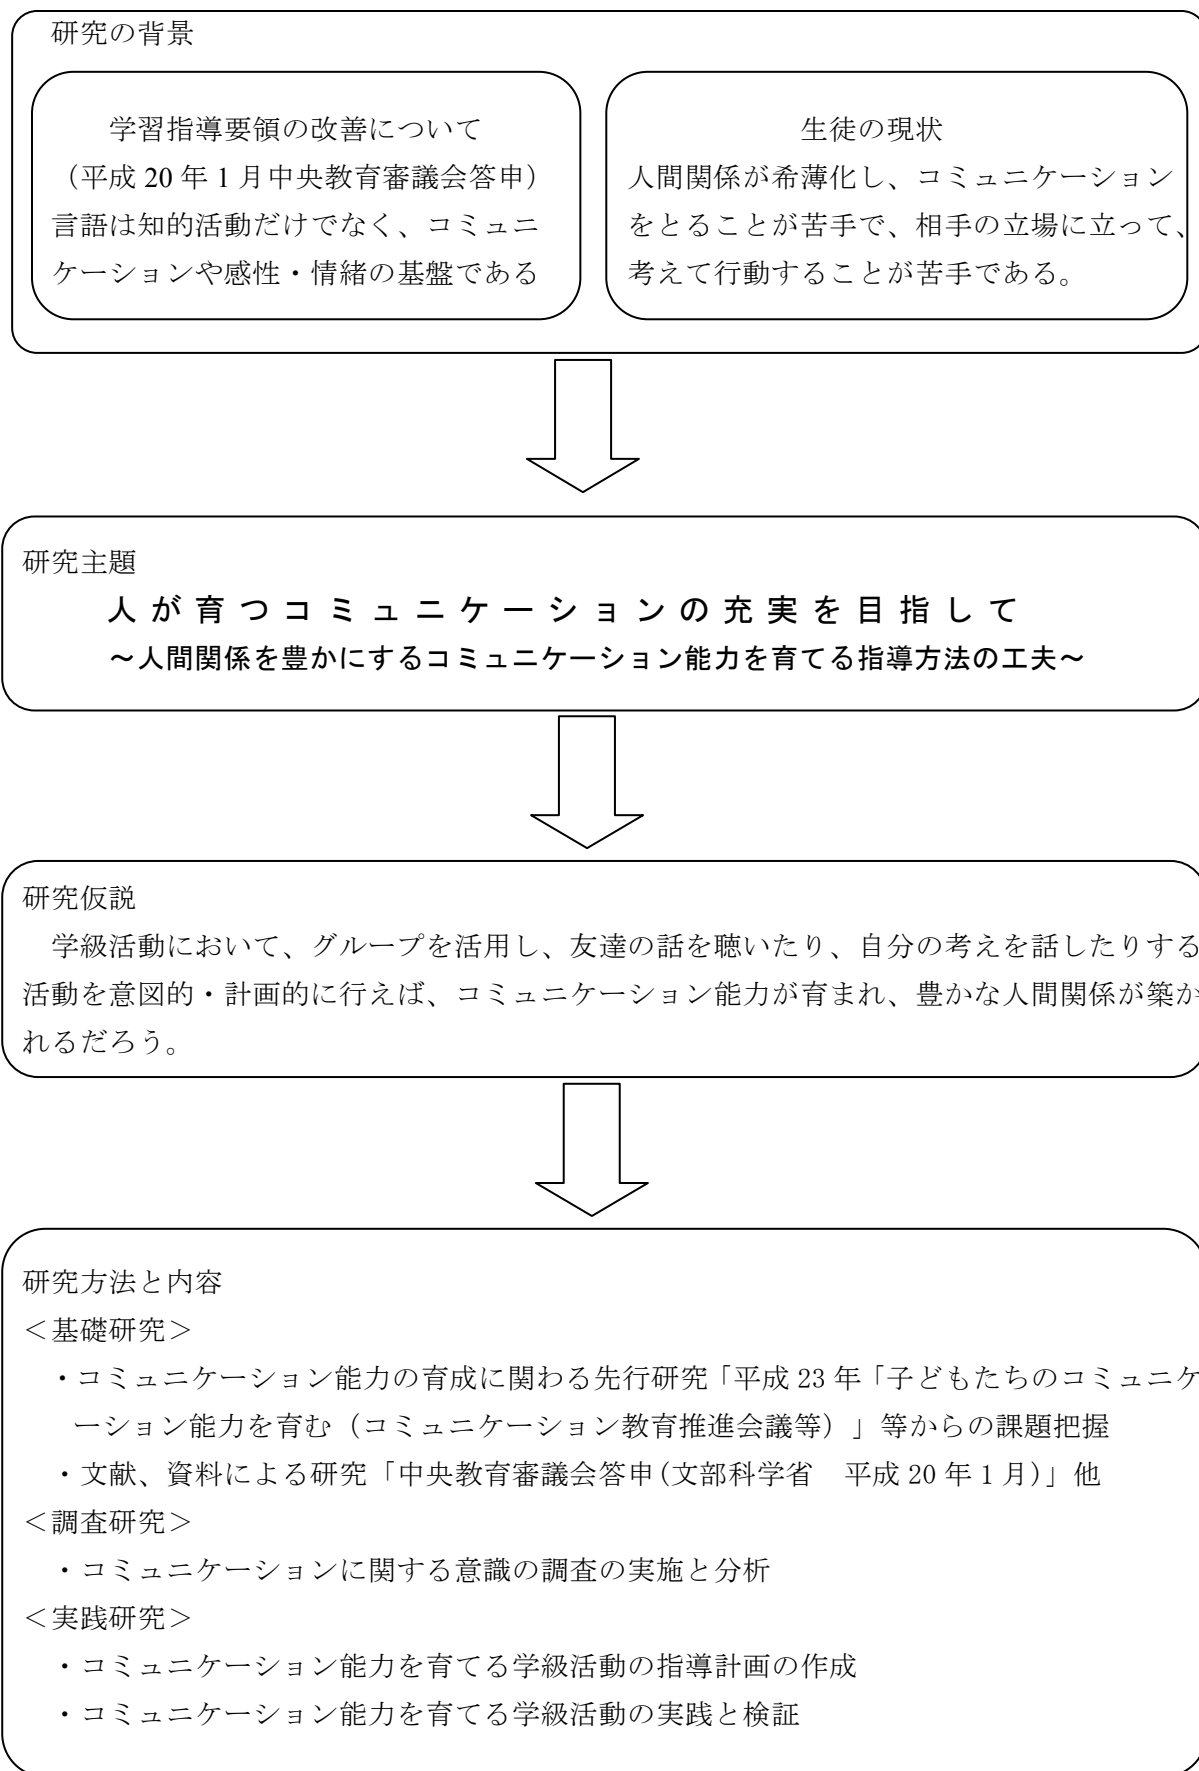 研究の背景
学習指導要領の改善について
（平成 20 年 1 月中央教育審議会答申）
言語は知的活動だけでなく、コミュニ
ケーションや感性・情緒の基盤である
生徒の現状
人間関係が希薄化し、コミュニケーション
をとることが苦手で、相手の立場に立って、
考えて行動することが苦手である。
研究主題
人が育つコミュニケーションの充実を目指して
～人間関係を豊かにするコミュニケーション能力を育てる指導方法の工夫～
研究仮説
学級活動において、グループを活用し、友達の話を聴いたり、自分の考えを話したりする
活動を意図的・計画的に行えば、コミュニケーション能力が育まれ、豊かな人間関係が築か
れるだろう。
研究方法と内容
＜基礎研究＞
・コミュニケーション能力の育成に関わる先行研究「平成 23 年「子どもたちのコミュニケ
ーション能力を育む（コミュニケーション教育推進会議等）」等からの課題把握
・文献、資料による研究「中央教育審議会答申(文部科学省　平成 20 年 1 月)」他
＜調査研究＞
・コミュニケーションに関する意識の調査の実施と分析
＜実践研究＞
・コミュニケーション能力を育てる学級活動の指導計画の作成
・コミュニケーション能力を育てる学級活動の実践と検証